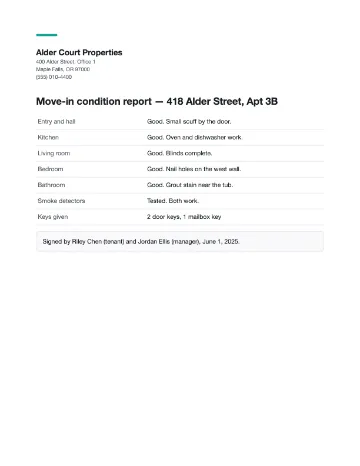 Alder Court Properties
400 Alder Street, Office 1
Maple Falls, OR 97000
(555) 010-4400
Move-in condition report — 418 Alder Street, Apt 3B
Entry and hall Good. Small scuff by the door.
Kitchen Good. Oven and dishwasher work.
Living room Good. Blinds complete.
Bedroom Good. Nail holes on the west wall.
Bathroom Good. Grout stain near the tub.
Smoke detectors Tested. Both work.
Keys given 2 door keys, 1 mailbox key
Signed by Riley Chen (tenant) and Jordan Ellis (manager), June 1, 2025.